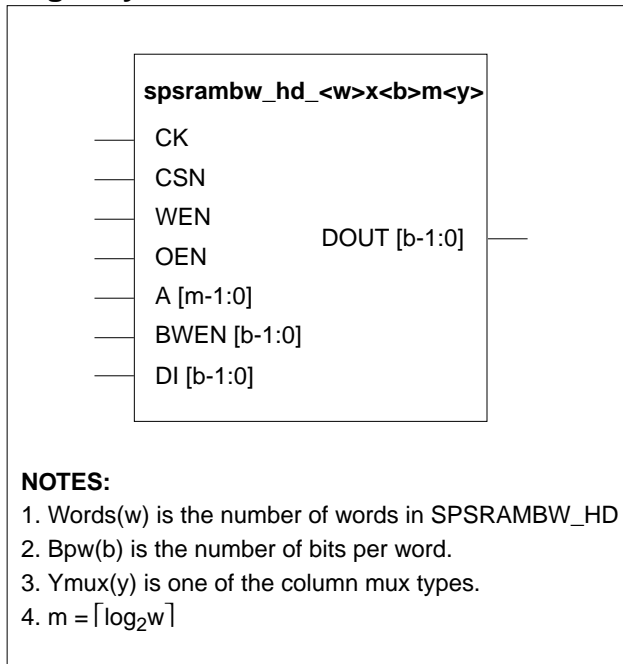 spsrambw_hd_<w>x<b>m<y>
CK
CSN
WEN
OEN
A [m-1:0]
BWEN [b-1:0]
DI [b-1:0]
DOUT [b-1:0]
NOTES:
1. Words(w) is the number of words in SPSRAMBW_HD
2. Bpw(b) is the number of bits per word.
3. Ymux(y) is one of the column mux types.
4. m = ⌈log₂w⌉